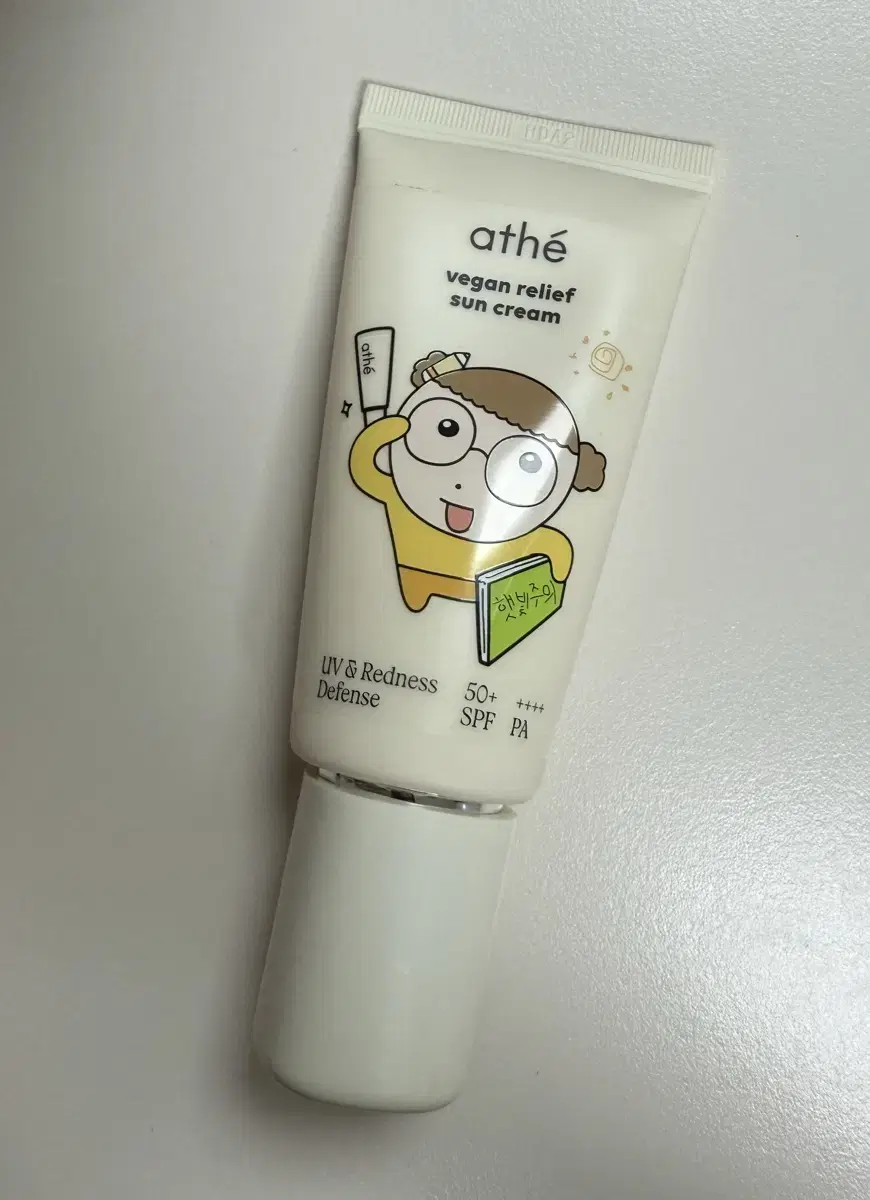 athé
vegan relief
sun cream
athé
햇빛주의
UV & Redness
Defense
50+
SPF
++++
PA